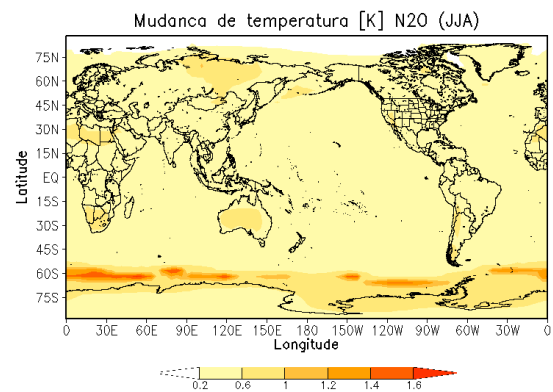 Mudanca de temperatura [K] N2O (JJA)
Latitude
75N
60N
45N
30N
15N
EQ
15S
30S
45S
60S
75S
0 30E 60E 90E 120E 150E 180 150W 120W 90W 60W 30W 0
Longitude
0.2 0.6 1 1.2 1.4 1.6